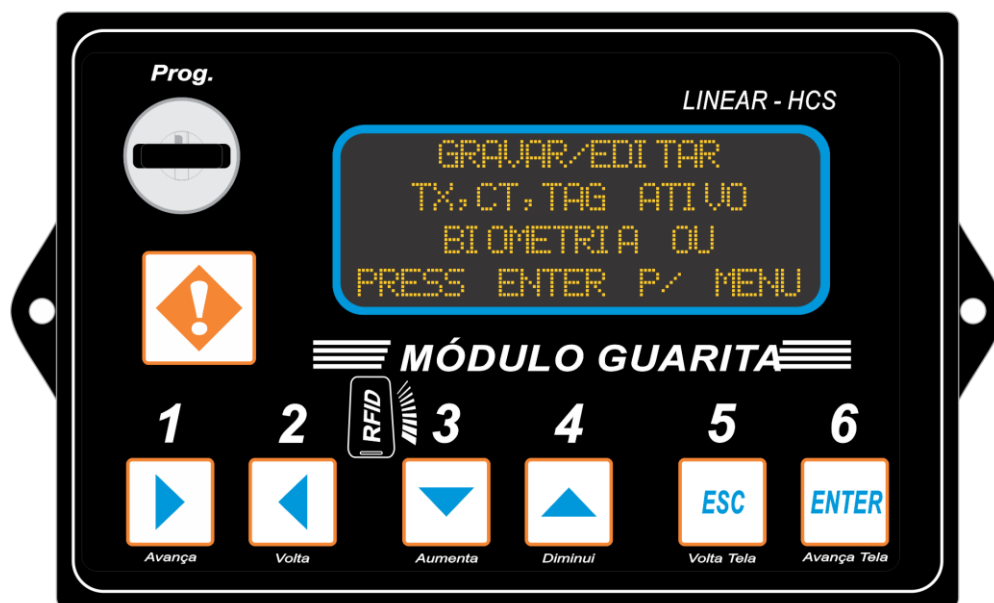 Prog.
LINEAR - HCS
GRAVAR/EDITAR
TX,CT,TAG ATIVO
BIOMETRIA OU
PRESS ENTER P/ MENU
!
MÓDULO GUARITA
RFID
1 2 3 4 5 6
ESC ENTER
Avança Volta Aumenta Diminui Volta Tela Avança Tela